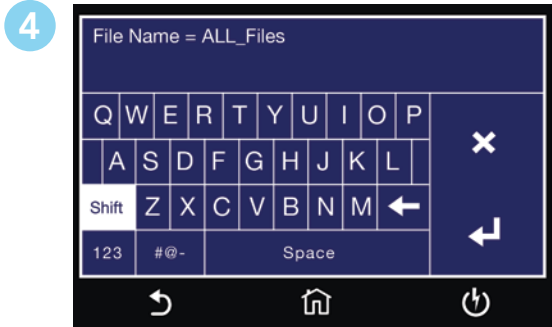 4
File Name = ALL_Files
Q W E R T Y U I O P
A S D F G H J K L
Shift Z X C V B N M
123 #@- Space